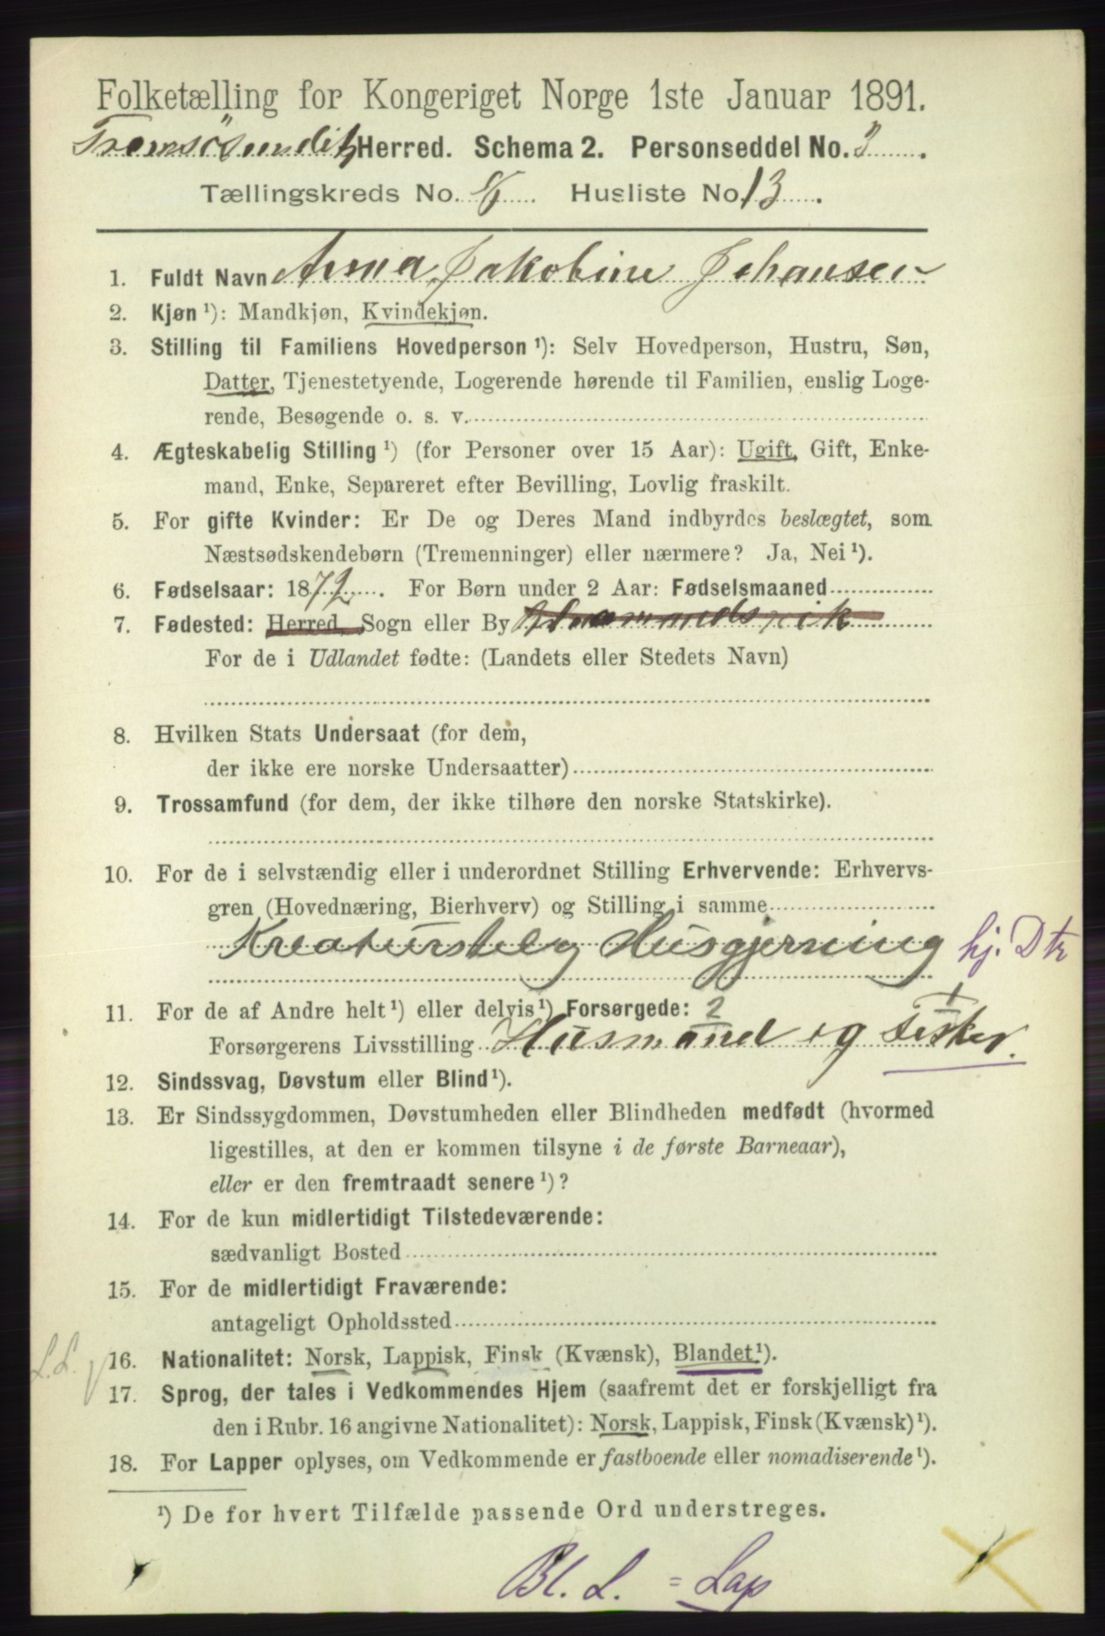 Folketælling for Kongeriget Norge 1ste Januar 1891.
Herred. Schema 2. Personseddel No. 3
Tællingskreds No. Husliste No. 13
1. Fuldt Navn Anna Jakobine Johansen
2. Kjøn ¹): Mandkjøn, Kvindekjøn.
3. Stilling til Familiens Hovedperson ¹): Selv Hovedperson, Hustru, Søn,
Datter, Tjenestetyende, Logerende hørende til Familien, enslig Loge-
rende, Besøgende o. s. v.
4. Ægteskabelig Stilling ¹) (for Personer over 15 Aar): Ugift, Gift, Enke-
mand, Enke, Separeret efter Bevilling, Lovlig fraskilt.
5. For gifte Kvinder: Er De og Deres Mand indbyrdes beslægtet, som
Næstsødskendebørn (Tremenninger) eller nærmere? Ja, Nei ¹).
6. Fødselsaar: 1872. For Børn under 2 Aar: Fødselsmaaned
7. Fødested: Herred, Sogn eller By
For de i Udlandet fødte: (Landets eller Stedets Navn)
8. Hvilken Stats Undersaat (for dem,
der ikke ere norske Undersaatter)
9. Trossamfund (for dem, der ikke tilhøre den norske Statskirke).
10. For de i selvstændig eller i underordnet Stilling Erhvervende: Erhvervs-
gren (Hovednæring, Bierhverv) og Stilling i samme
Kreaturstel og Husgjerning hj. Dtr
11. For de af Andre helt ¹) eller delvis ¹) Forsørgede: 2 1
Forsørgerens Livsstilling Husmand og Fisker.
12. Sindssvag, Døvstum eller Blind ¹).
13. Er Sindssygdommen, Døvstumheden eller Blindheden medfødt (hvormed
ligestilles, at den er kommen tilsyne i de første Barneaar),
eller er den fremtraadt senere ¹)?
14. For de kun midlertidigt Tilstedeværende:
sædvanligt Bosted
15. For de midlertidigt Fraværende:
antageligt Opholdssted
L.L. 16. Nationalitet: Norsk, Lappisk, Finsk (Kvænsk), Blandet ¹).
17. Sprog, der tales i Vedkommendes Hjem (saafremt det er forskjelligt fra
den i Rubr. 16 angivne Nationalitet): Norsk, Lappisk, Finsk (Kvænsk) ¹).
18. For Lapper oplyses, om Vedkommende er fastboende eller nomadiserende ¹).
¹) De for hvert Tilfælde passende Ord understreges.
Bl. L. = Lap